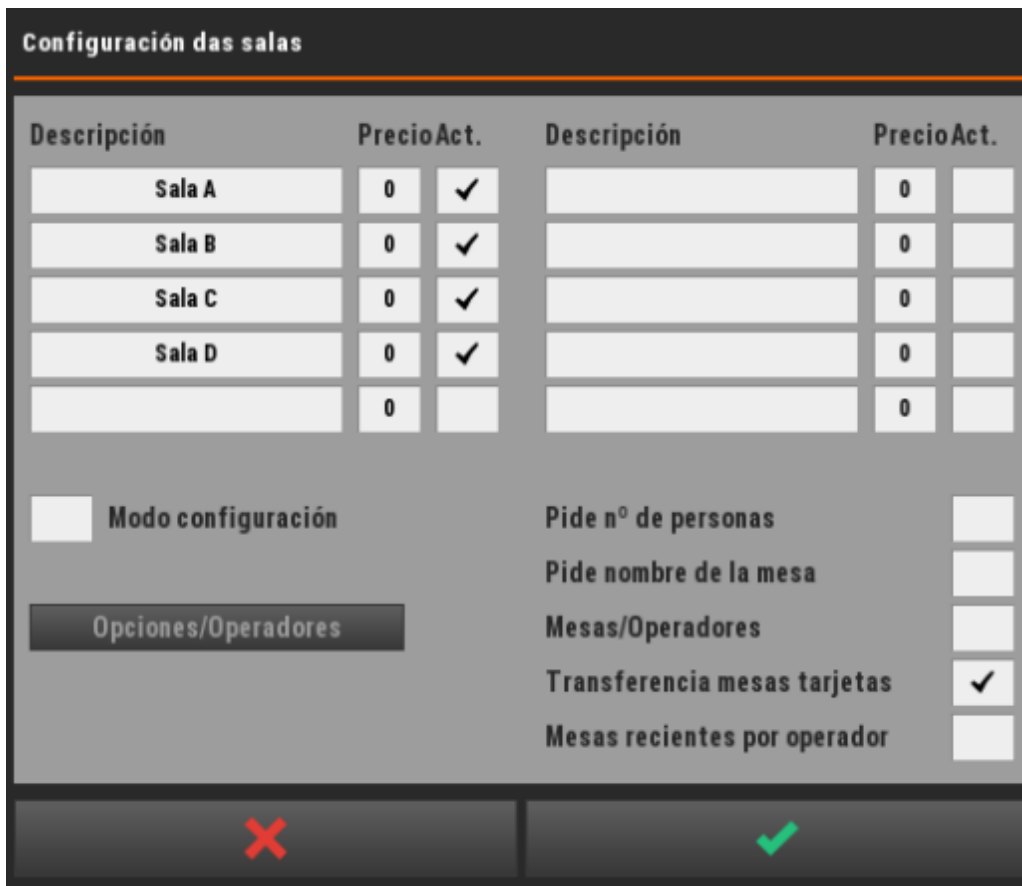 Configuración das salas
Descripción Precio Act. Descripción Precio Act.
Sala A 0 ✓ 0
Sala B 0 ✓ 0
Sala C 0 ✓ 0
Sala D 0 ✓ 0
0 0
Modo configuración Pide nº de personas
Pide nombre de la mesa
Opciones/Operadores Mesas/Operadores
Transferencia mesas tarjetas ✓
Mesas recientes por operador